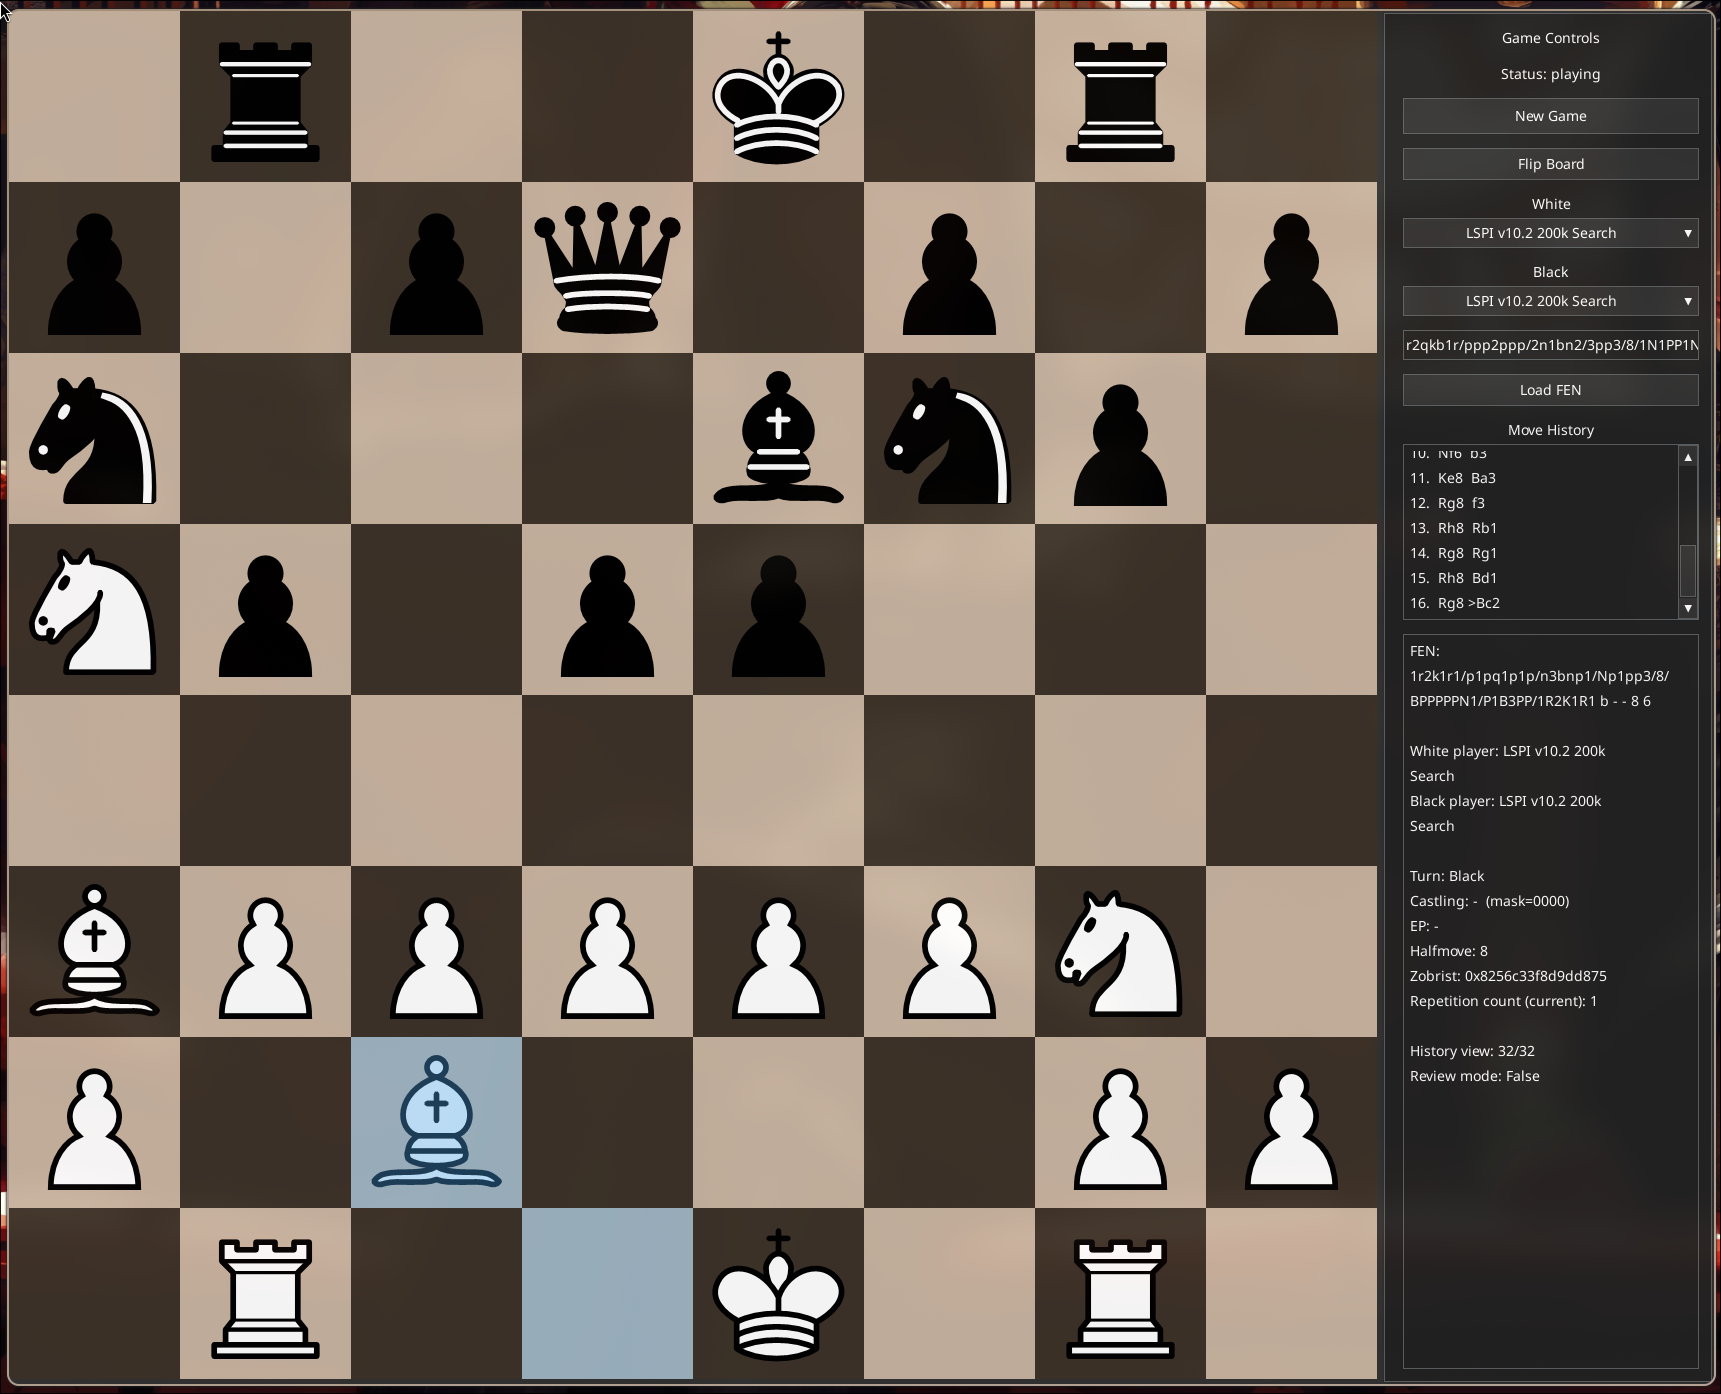 Game Controls
Status: playing
New Game
Flip Board
White
LSPI v10.2 200k Search ▼
Black
LSPI v10.2 200k Search ▼
r2qkb1r/ppp2ppp/2n1bn2/3pp3/8/1N1PP1N
Load FEN
Move History
10. Nf6 b3
11. Ke8 Ba3
12. Rg8 f3
13. Rh8 Rb1
14. Rg8 Rg1
15. Rh8 Bd1
16. Rg8 >Bc2
FEN:
1r2k1r1/p1pq1p1p/n3bnp1/Np1pp3/8/
BPPPPPN1/P1B3PP/1R2K1R1 b - - 8 6
White player: LSPI v10.2 200k
Search
Black player: LSPI v10.2 200k
Search
Turn: Black
Castling: - (mask=0000)
EP: -
Halfmove: 8
Zobrist: 0x8256c33f8d9dd875
Repetition count (current): 1
History view: 32/32
Review mode: False